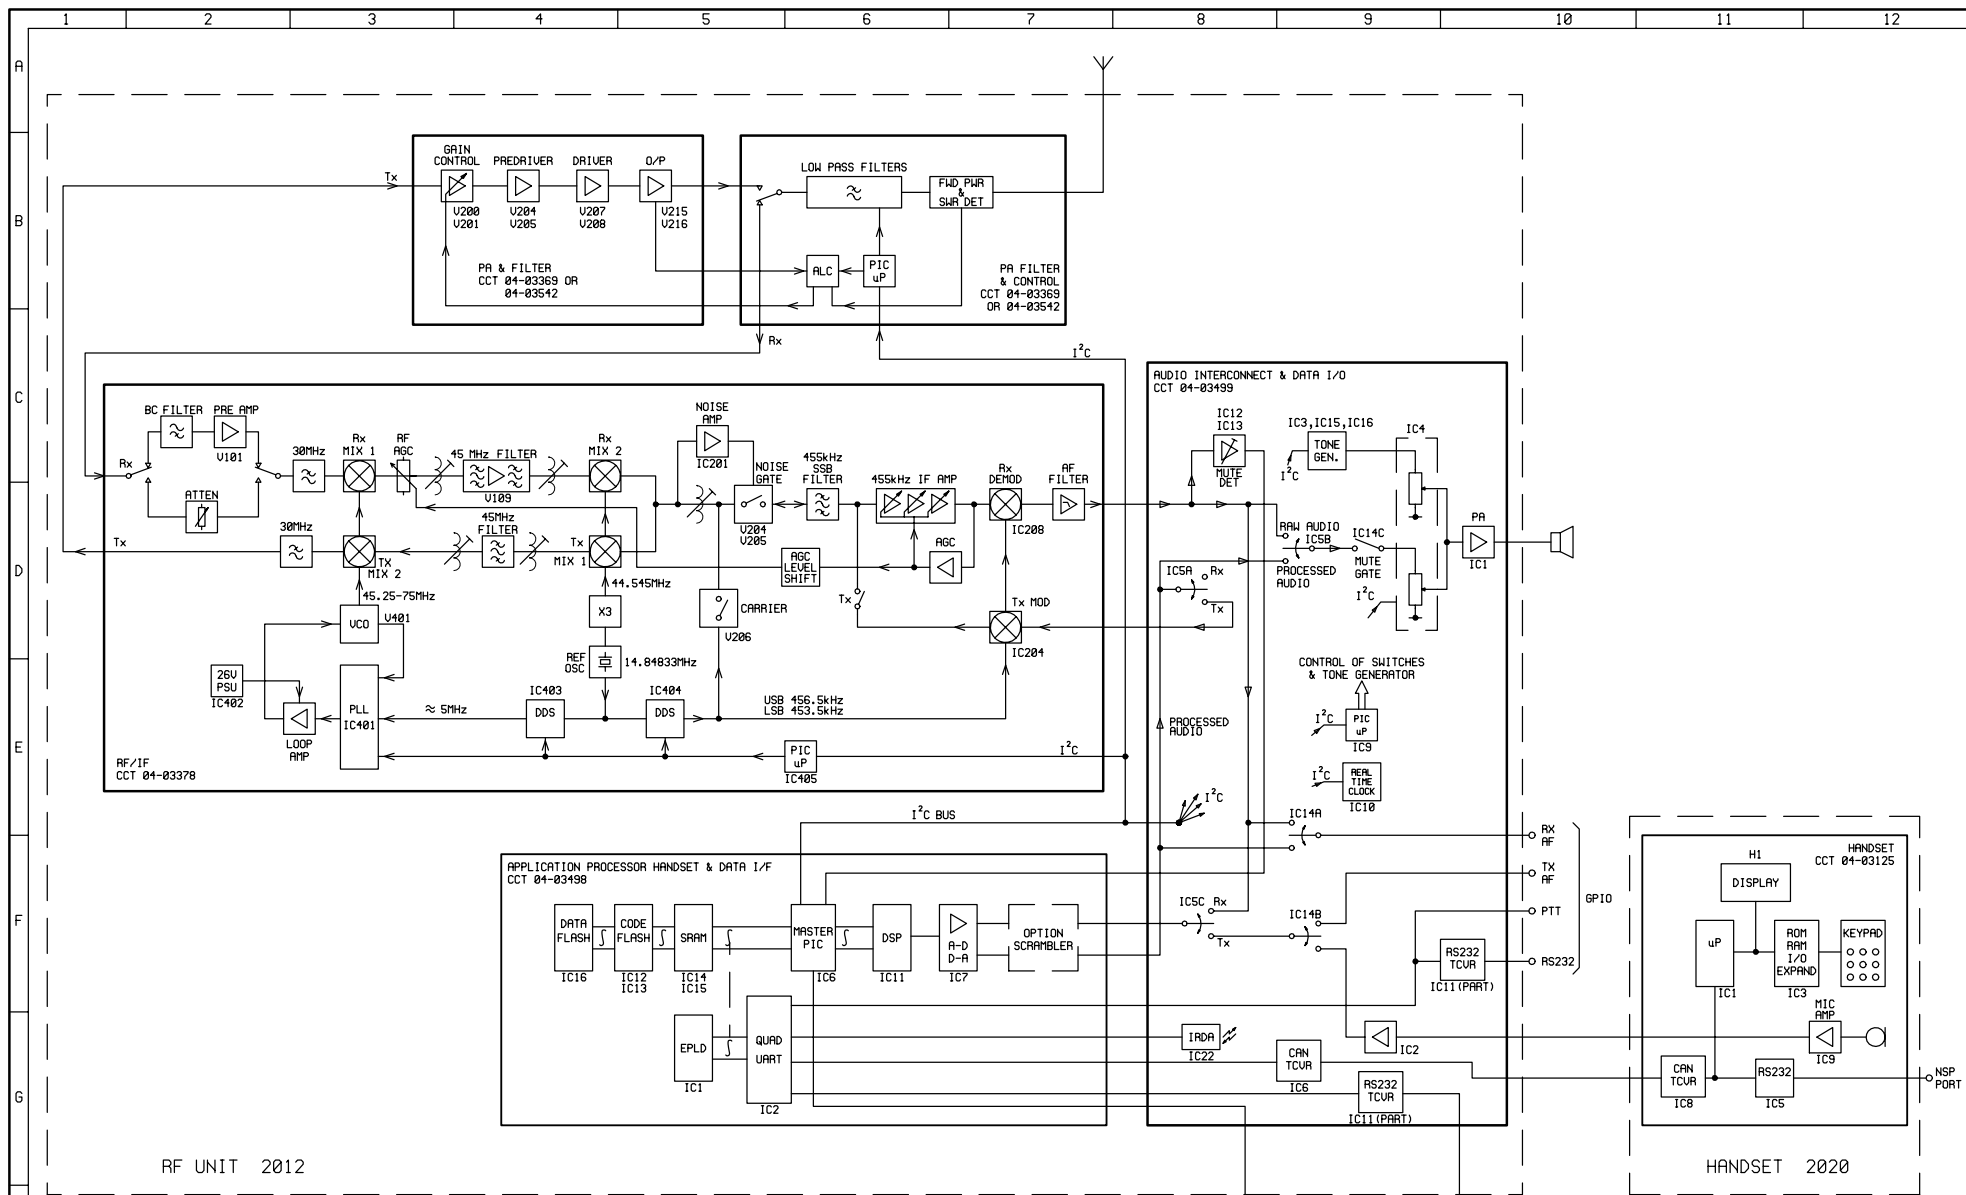 1 2 3 4 5 6 7 8 9 10 11 12
A
B
C
D
E
F
G
GAIN
CONTROL
V200
V201
PREDRIVER
V204
V205
DRIVER
V207
V208
O/P
V215
V216
Tx
PA & FILTER
CCT 04-03369 OR
04-03542
LOW PASS FILTERS
FWD PWR
&
SWR DET
ALC
PIC
uP
PA FILTER
& CONTROL
CCT 04-03369
OR 04-03542
Rx
I²C
BC FILTER
PRE AMP
V101
Rx
ATTEN
30MHz
Rx
MIX 1
RF
AGC
45 MHz FILTER
V109
Rx
MIX 2
NOISE
AMP
IC201
NOISE
GATE
V204
V205
455kHz
SSB
FILTER
455kHz IF AMP
Rx
DEMOD
IC208
AF
FILTER
Tx
30MHz
Tx
MIX 2
45MHz
FILTER
Tx
MIX 1
AGC
LEVEL
SHIFT
AGC
44.545MHz
45.25-75MHz
VCO
V401
X3
CARRIER
V206
Tx
Tx MOD
IC204
REF
OSC
14.84833MHz
26V
PSU
IC402
LOOP
AMP
PLL
IC401
≈ 5MHz
IC403
DDS
IC404
DDS
USB 456.5kHz
LSB 453.5kHz
PIC
uP
IC405
I²C
RF/IF
CCT 04-03378
AUDIO INTERCONNECT & DATA I/O
CCT 04-03499
IC12
IC13
MUTE
DET
IC3,IC15,IC16
TONE
GEN.
I²C
IC4
RAW AUDIO
IC5B
IC14C
MUTE
GATE
PROCESSED
AUDIO
I²C
PA
IC1
IC5A
Rx
Tx
CONTROL OF SWITCHES
& TONE GENERATOR
I²C
PIC
uP
IC9
PROCESSED
AUDIO
I²C
REAL
TIME
CLOCK
IC10
I²C
IC14A
I²C BUS
RX
AF
TX
AF
PTT
RS232
GPIO
IC5C
Rx
Tx
IC14B
RS232
TCVR
IC11(PART)
IRDA
IC22
IC2
CAN
TCVR
IC6
RS232
TCVR
IC11(PART)
APPLICATION PROCESSOR HANDSET & DATA I/F
CCT 04-03498
DATA
FLASH
IC16
CODE
FLASH
IC12
IC13
SRAM
IC14
IC15
MASTER
PIC
IC6
DSP
IC11
A-D
D-A
IC7
OPTION
SCRAMBLER
EPLD
IC1
QUAD
UART
IC2
HANDSET
CCT 04-03125
H1
DISPLAY
uP
IC1
ROM
RAM
I/O
EXPAND
IC3
KEYPAD
MIC
AMP
IC9
CAN
TCVR
IC8
RS232
IC5
NSP
PORT
RF UNIT 2012
HANDSET 2020